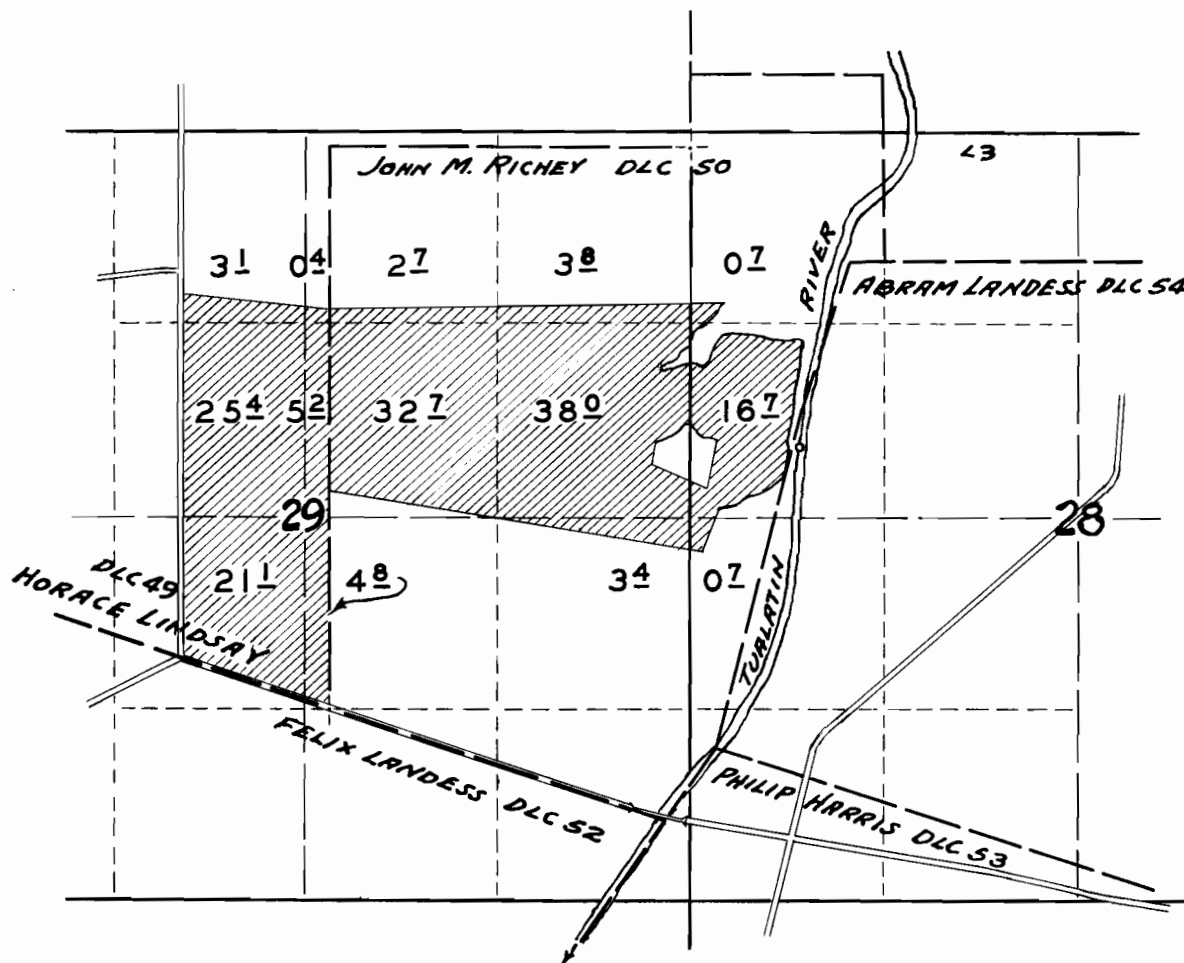 JOHN M. RICHEY DLC 50
L3
3 1 0 4 2 7 3 8 0 7
RIVER
ABRAM LANDESS DLC 54
25 4 5 2 32 7 38 0 16 7
29
28
DLC 49
HORACE LINDSAY
21 1 4 8 3 4 0 7
TUALATIN
FELIX LANDESS DLC 52
PHILIP HARRIS DLC 53